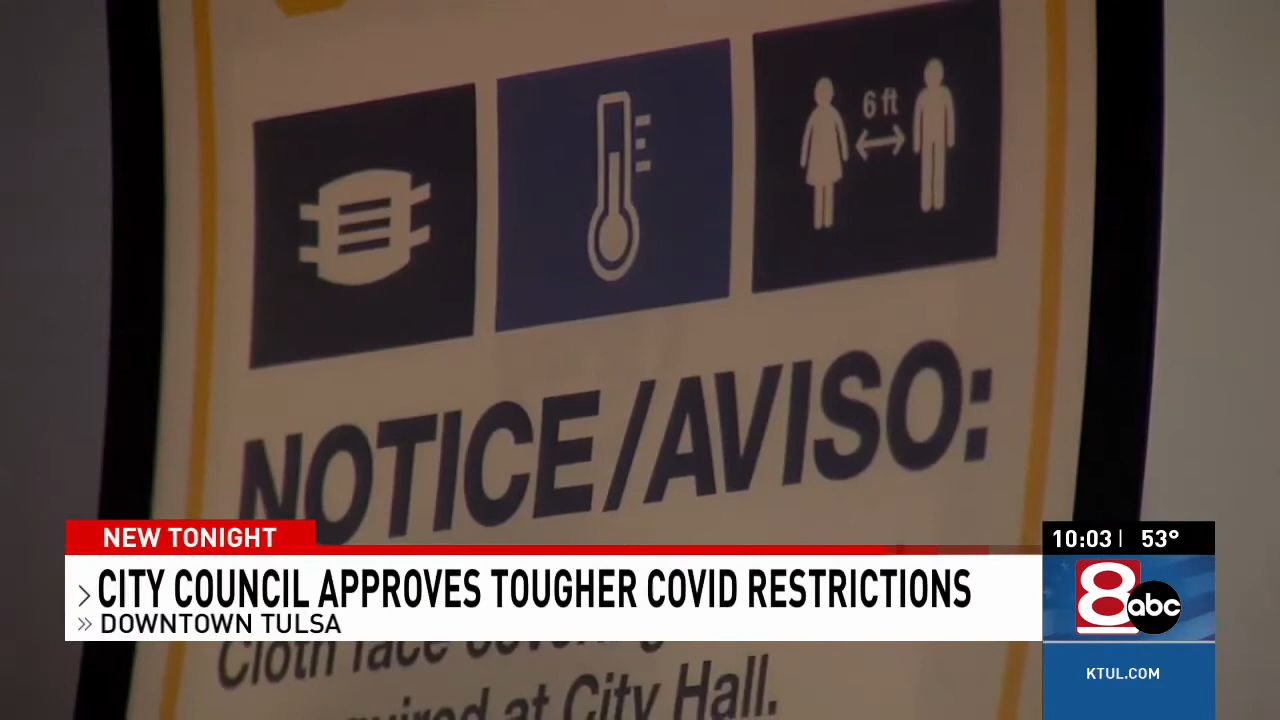 6 ft
NOTICE/AVISO:
NEW TONIGHT
CITY COUNCIL APPROVES TOUGHER COVID RESTRICTIONS
DOWNTOWN TULSA
10:03 53°
8 abc
KTUL.COM
Cloth face
at City Hall.